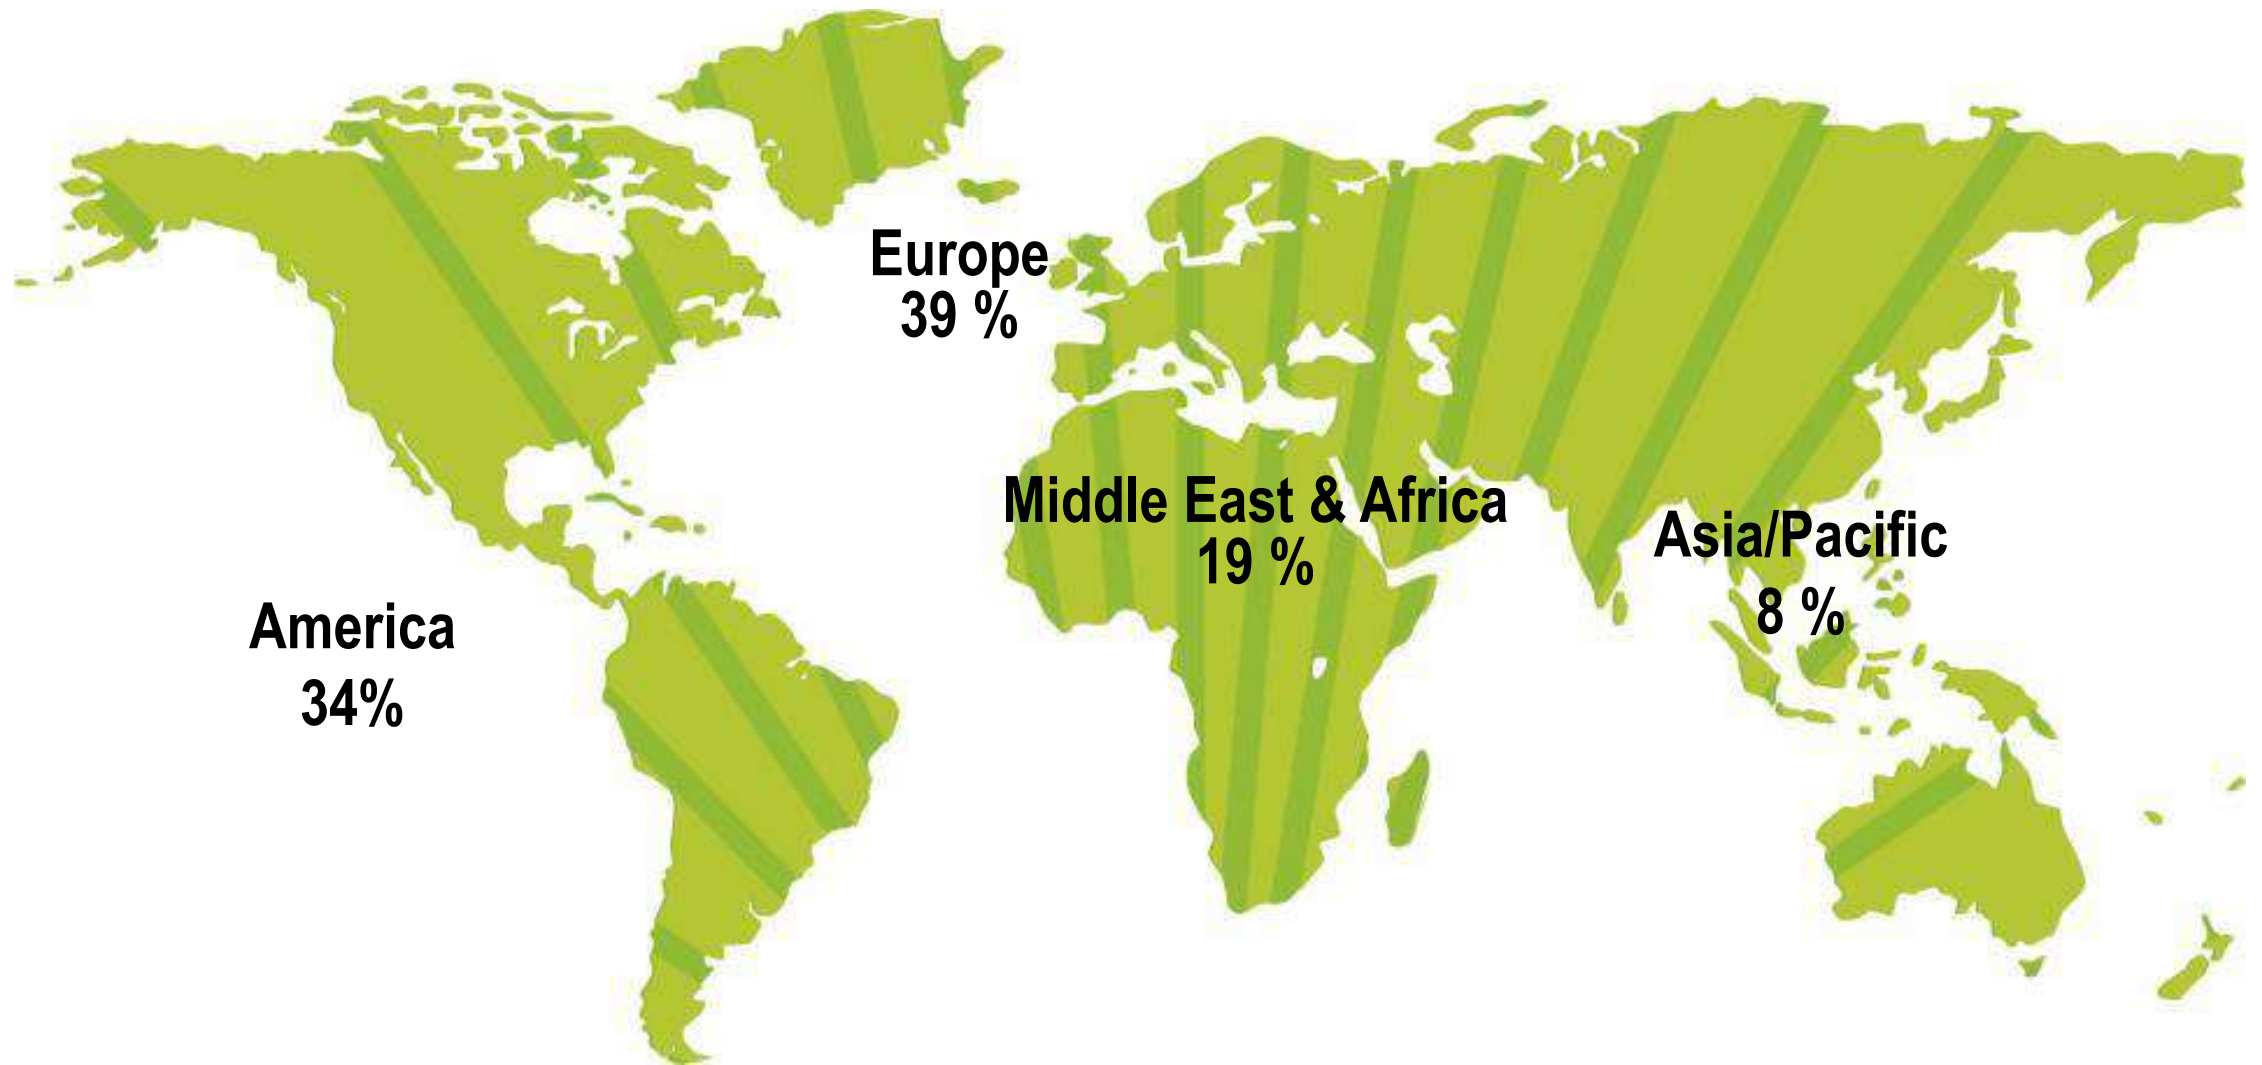 Europe
39 %
Middle East & Africa
19 %
Asia/Pacific
8 %
America
34%